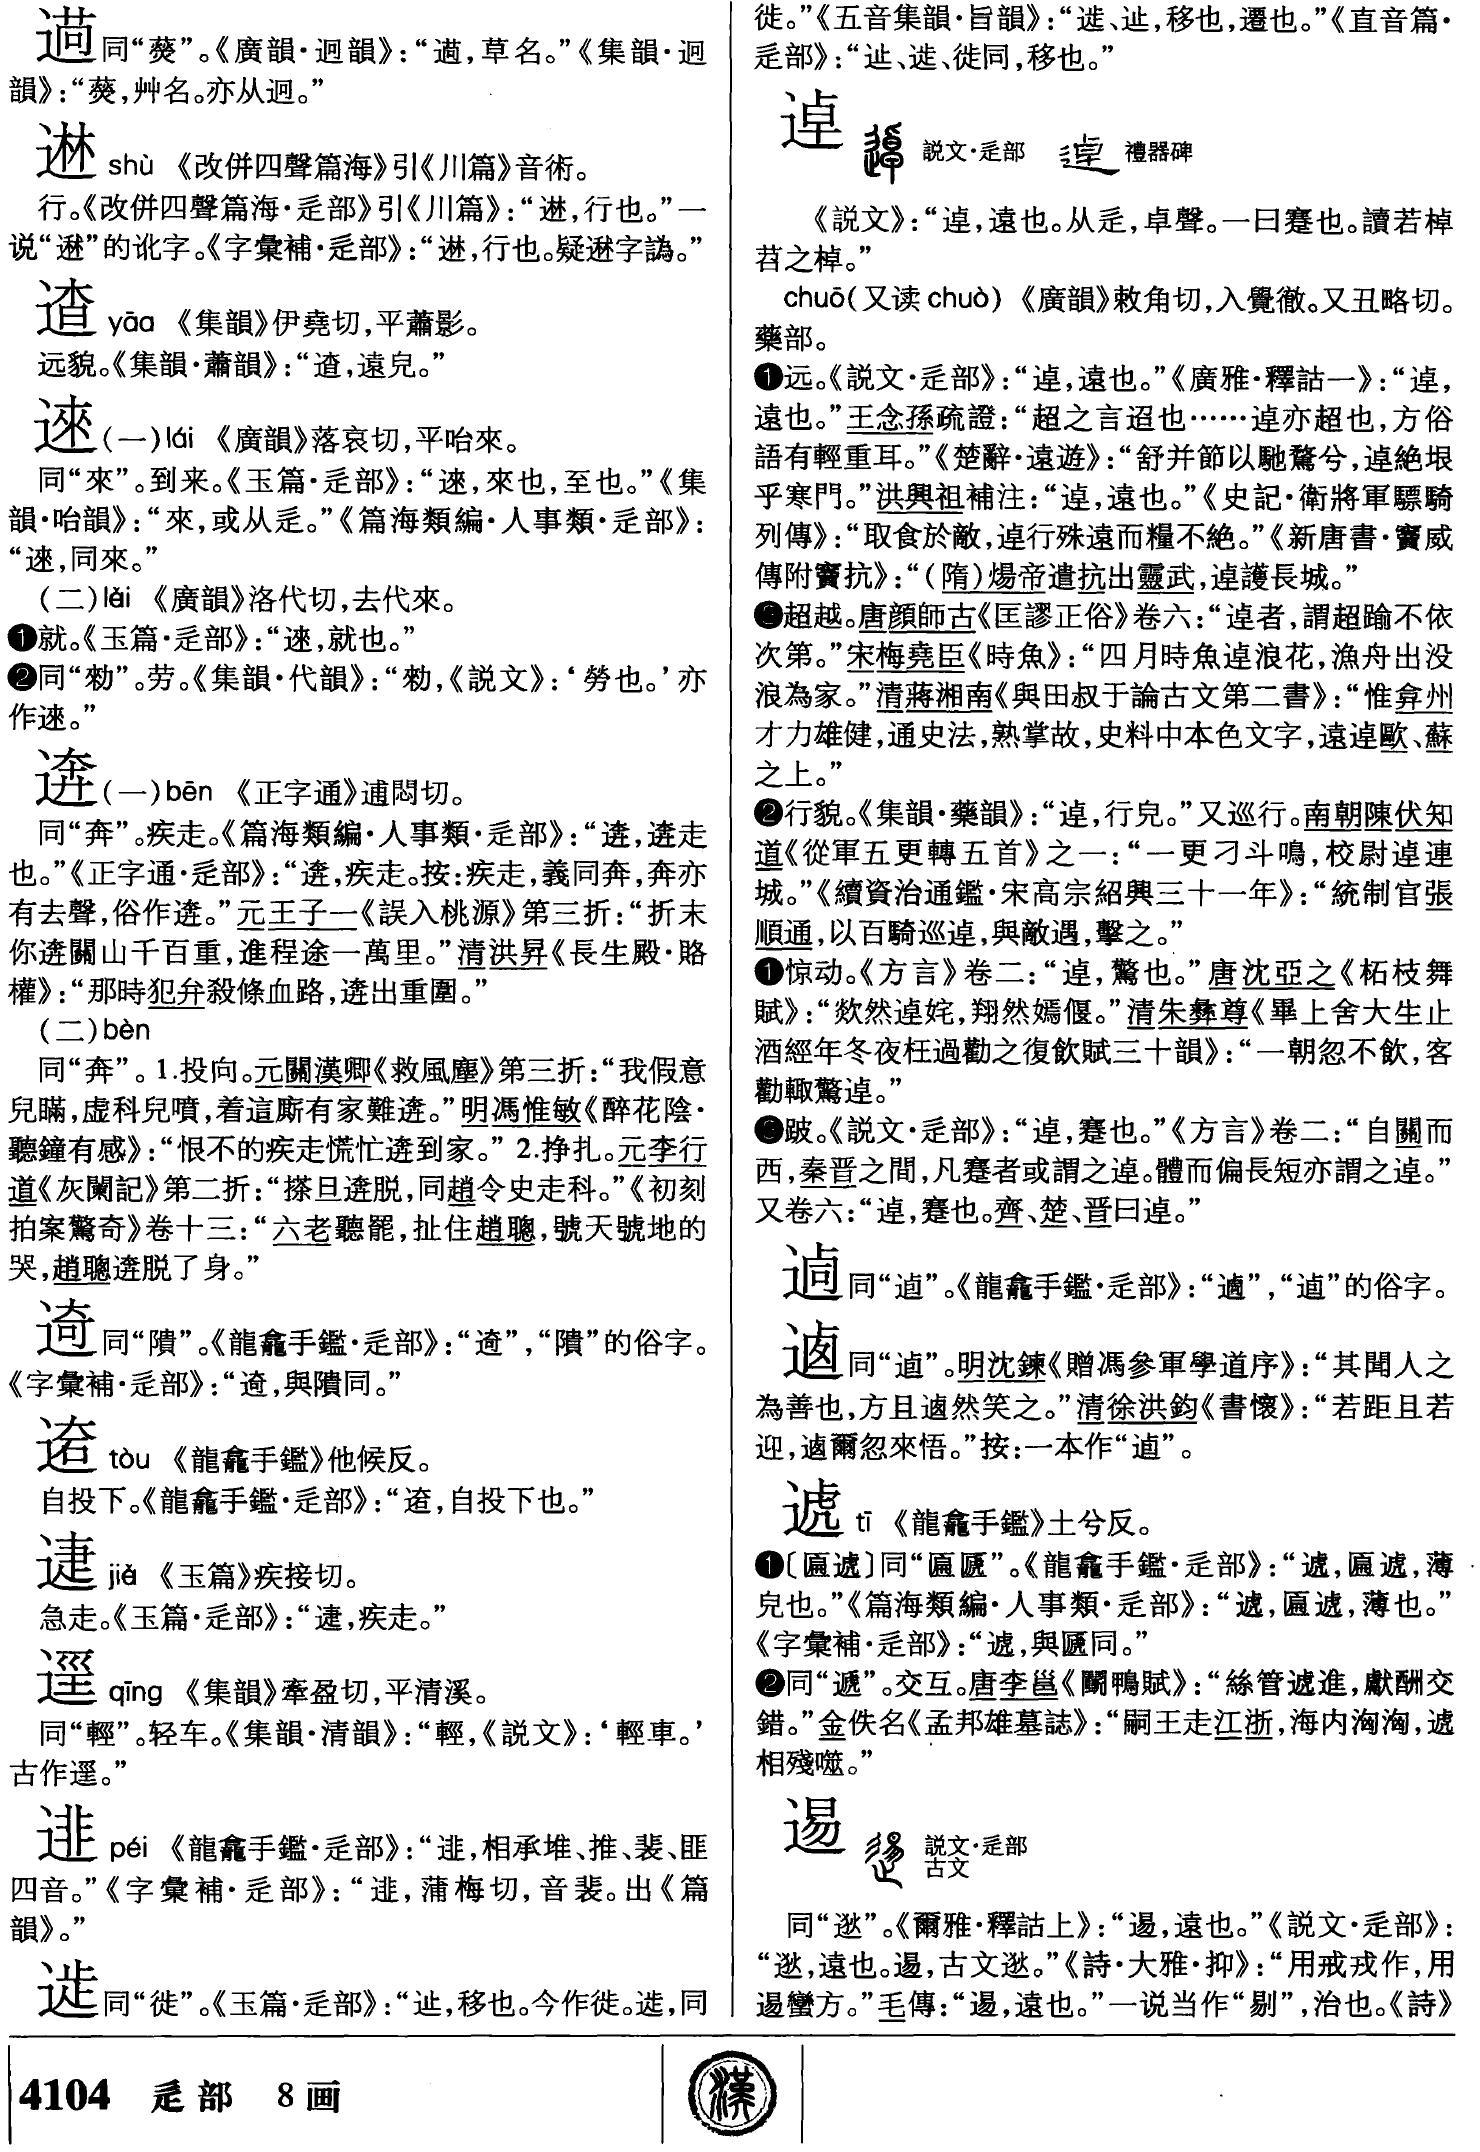 同“䔛”。《廣韻·迥韻》：“䓲，草名。”《集韻·迥
韻》：“䔛，艸名。亦从迥。”
shù 《改併四聲篇海》引《川篇》音術。
行。《改併四聲篇海·辵部》引《川篇》：“，行也。”一
说“逖”的讹字。《字彙補·辵部》：“，行也。疑逖字譌。”
yāo 《集韻》伊堯切，平蕭影。
远貌。《集韻·蕭韻》：“，遠皃。”
逨(一)lái 《廣韻》落哀切，平咍來。
同“來”。到来。《玉篇·辵部》：“逨，來也，至也。”《集
韻·咍韻》：“來，或从辵。”《篇海類編·人事類·辵部》：
“逨，同來。”
(二)lài 《廣韻》洛代切，去代來。
❶就。《玉篇·辵部》：“逨，就也。”
❷同“勑”。劳。《集韻·代韻》：“勑，《説文》：‘勞也。’亦
作逨。”
逩(一)bēn 《正字通》逋悶切。
同“奔”。疾走。《篇海類編·人事類·辵部》：“逩，逩走
也。”《正字通·辵部》：“逩，疾走。按：疾走，義同奔，奔亦
有去聲，俗作逩。”元王子一《誤入桃源》第三折：“折末
你逩關山千百重，進程途一萬里。”清洪昇《長生殿·賂
權》：“那時犯弁殺條血路，逩出重圍。”
(二)bèn
同“奔”。1.投向。元關漢卿《救風塵》第三折：“我假意
兒瞞，虚科兒噴，着這廝有家難逩。”明馮惟敏《醉花陰·
聽鐘有感》：“恨不的疾走慌忙逩到家。”2.挣扎。元李行
道《灰闌記》第二折：“搽旦逩脱，同趙令史走科。”《初刻
拍案驚奇》卷十三：“六老聽罷，扯住趙聰，號天號地的
哭，趙聰逩脱了身。”
同“隫”。《龍龕手鑑·辵部》：“”，“隫”的俗字。
《字彙補·辵部》：“，與隫同。”
tòu 《龍龕手鑑》他候反。
自投下。《龍龕手鑑·辵部》：“，自投下也。”
疌 jié 《玉篇》疾接切。
急走。《玉篇·辵部》：“，疾走。”
qīng 《集韻》牽盈切，平清溪。
同“輕”。轻车。《集韻·清韻》：“輕，《説文》：‘輕車。’
古作。”
péi 《龍龕手鑑·辵部》：“，相承堆、推、裴、匪
四音。”《字彙補·辵部》：“，蒲梅切，音裴。出《篇
韻》。”
同“徙”。《玉篇·辵部》：“，移也。今作徙。，同
徙。”《五音集韻·旨韻》：“、，移也，遷也。”《直音篇·
辵部》：“、、徙同，移也。”
逴 説文·辵部 禮器碑
《説文》：“逴，遠也。从辵，卓聲。一曰蹇也。讀若棹
苕之棹。”
chuō(又读chuò) 《廣韻》敕角切，入覺徹。又丑略切。
藥部。
❶远。《説文·辵部》：“逴，遠也。”《廣雅·釋詁一》：“逴，
遠也。”王念孫疏證：“超之言迢也……逴亦超也，方俗
語有輕重耳。”《楚辭·遠遊》：“舒并節以馳騖兮，逴絶垠
乎寒門。”洪興祖補注：“逴，遠也。”《史記·衛將軍驃騎
列傳》：“取食於敵，逴行殊遠而糧不絶。”《新唐書·竇威
傳附竇抗》：“(隋)煬帝遣抗出靈武，逴護長城。”
❷超越。唐顔師古《匡謬正俗》卷六：“逴者，謂超踰不依
次第。”宋梅堯臣《時魚》：“四月時魚逴浪花，漁舟出没
浪為家。”清蔣湘南《與田叔于論古文第二書》：“惟弇州
才力雄健，通史法，熟掌故，史料中本色文字，遠逴歐、蘇
之上。”
❷行貌。《集韻·藥韻》：“逴，行皃。”又巡行。南朝陳伏知
道《從軍五更轉五首》之一：“一更刁斗鳴，校尉逴連
城。”《續資治通鑑·宋高宗紹興三十一年》：“統制官張
順通，以百騎巡逴，與敵遇，擊之。”
❶惊动。《方言》卷二：“逴，驚也。”唐沈亞之《柘枝舞
賦》：“欻然逴姹，翔然嫣偃。”清朱彝尊《畢上舍大生止
酒經年冬夜枉過勸之復飲賦三十韻》：“一朝忽不飲，客
勸輒驚逴。”
❸跛。《説文·辵部》：“逴，蹇也。”《方言》卷二：“自關而
西，秦晋之間，凡蹇者或謂之逴。體而偏長短亦謂之逴。”
又卷六：“逴，蹇也。齊、楚、晋曰逴。”
同“逌”。《龍龕手鑑·辵部》：“”，“逌”的俗字。
同“逌”。明沈鍊《贈馮參軍學道序》：“其聞人之
為善也，方且然笑之。”清徐洪鈞《書懷》：“若距且若
迎，爾忽來悟。”按：一本作“逌”。
tī 《龍龕手鑑》土兮反。
❶〔匾〕同“匾㔸”。《龍龕手鑑·辵部》：“，匾，薄
皃也。”《篇海類編·人事類·辵部》：“，匾，薄也。”
《字彙補·辵部》：“，與㔸同。”
❷同“遞”。交互。唐李邕《鬭鴨賦》：“絲管進，獻酬交
錯。”金佚名《孟邦雄墓誌》：“嗣王走江浙，海内洶洶，
相殘噬。”
逷 説文·辵部
古文
同“逖”。《爾雅·釋詁上》：“逷，遠也。”《説文·辵部》：
“逖，遠也。逷，古文逖。”《詩·大雅·抑》：“用戒戎作，用
逷蠻方。”毛傳：“逷，遠也。”一说当作“剔”，治也。《詩》
4104 辵部 8画
漢